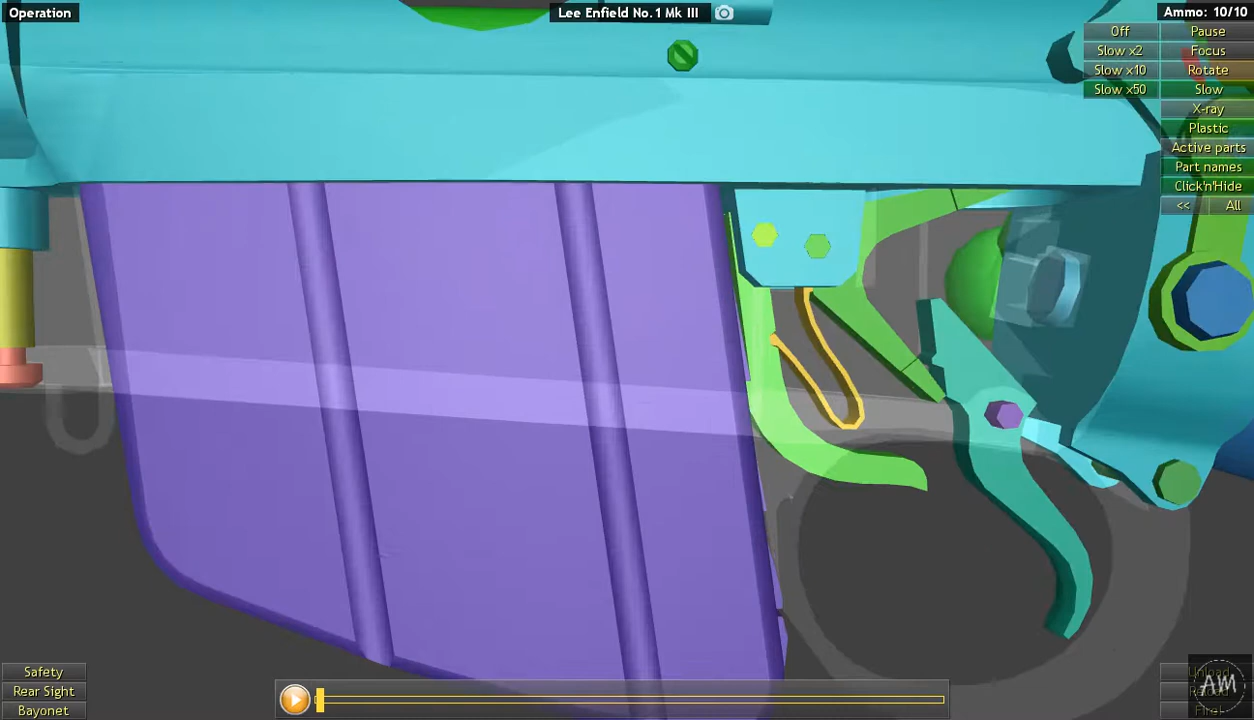 Operation
Lee Enfield No.1 Mk III
Ammo: 10/10
Off
Pause
Slow x2
Focus
Slow x10
Rotate
Slow x50
Slow
X-ray
Plastic
Active parts
Part names
Click'n'Hide
<<
All
Safety
Rear Sight
Bayonet
AM